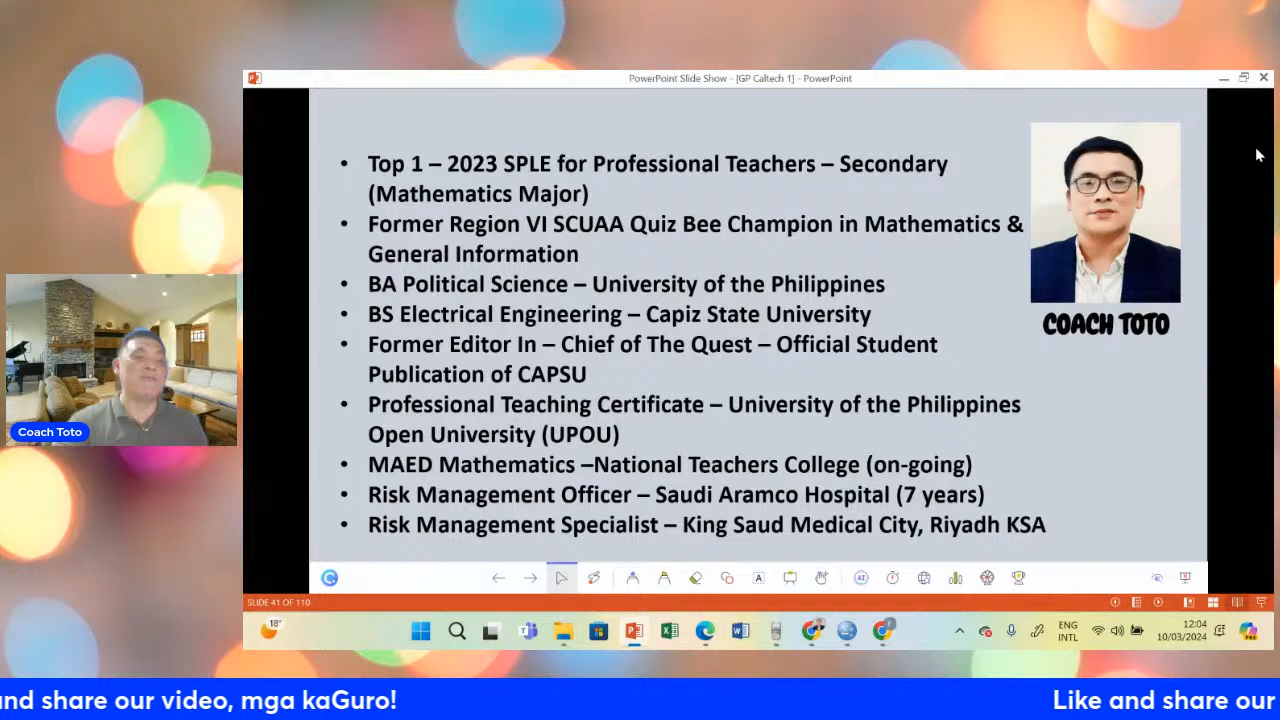 PowerPoint Slide Show - [GP Caltech 1] - PowerPoint
• Top 1 – 2023 SPLE for Professional Teachers – Secondary
(Mathematics Major)
• Former Region VI SCUAA Quiz Bee Champion in Mathematics &
General Information
• BA Political Science – University of the Philippines
• BS Electrical Engineering – Capiz State University
• Former Editor In – Chief of The Quest – Official Student
Publication of CAPSU
• Professional Teaching Certificate – University of the Philippines
Open University (UPOU)
• MAED Mathematics –National Teachers College (on-going)
• Risk Management Officer – Saudi Aramco Hospital (7 years)
• Risk Management Specialist – King Saud Medical City, Riyadh KSA
COACH TOTO
Coach Toto
A
AI
SLIDE 41 OF 110
18°
ENG
INTL
12:04
10/03/2024
nd share our video, mga kaGuro!
Like and share our